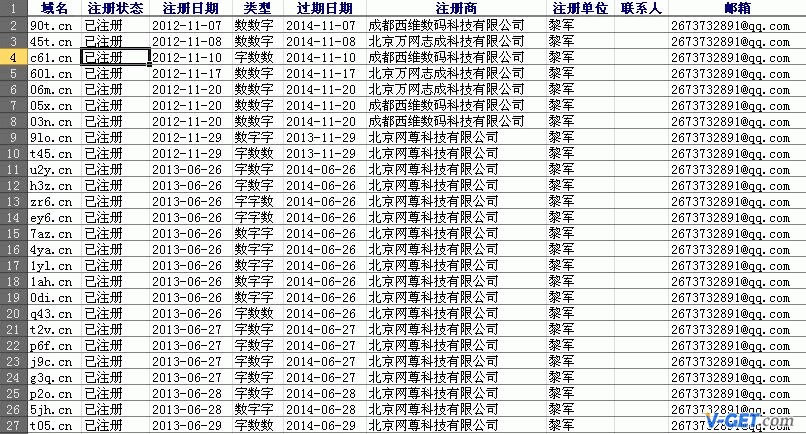 1 域名 注册状态 注册日期 类型 过期日期 注册商 注册单位 联系人 邮箱
2 90t.cn 已注册 2012-11-07 数数字 2014-11-07 成都西维数码科技有限公司 黎军 2673732891@qq.com
3 45t.cn 已注册 2012-11-08 数数字 2014-11-08 北京万网志成科技有限公司 黎军 2673732891@qq.com
4 c61.cn 已注册 2012-11-10 字数数 2014-11-10 成都西维数码科技有限公司 黎军 2673732891@qq.com
5 60l.cn 已注册 2012-11-17 数数字 2014-11-17 北京万网志成科技有限公司 黎军 2673732891@qq.com
6 06m.cn 已注册 2012-11-20 数数字 2014-11-20 成都西维数码科技有限公司 黎军 2673732891@qq.com
7 05x.cn 已注册 2012-11-20 数数字 2014-11-20 成都西维数码科技有限公司 黎军 2673732891@qq.com
8 03n.cn 已注册 2012-11-20 数数字 2014-11-20 成都西维数码科技有限公司 黎军 2673732891@qq.com
9 9lo.cn 已注册 2012-11-29 数字字 2013-11-29 北京网尊科技有限公司 黎军 2673732891@qq.com
10 t45.cn 已注册 2012-11-29 字数数 2013-11-29 北京网尊科技有限公司 黎军 2673732891@qq.com
11 u2y.cn 已注册 2013-06-26 字数字 2014-06-26 北京网尊科技有限公司 黎军 2673732891@qq.com
12 h3z.cn 已注册 2013-06-26 字数字 2014-06-26 北京网尊科技有限公司 黎军 2673732891@qq.com
13 zr6.cn 已注册 2013-06-26 字字数 2014-06-26 北京网尊科技有限公司 黎军 2673732891@qq.com
14 ey6.cn 已注册 2013-06-26 字字数 2014-06-26 北京网尊科技有限公司 黎军 2673732891@qq.com
15 7az.cn 已注册 2013-06-26 数字字 2014-06-26 北京网尊科技有限公司 黎军 2673732891@qq.com
16 4ya.cn 已注册 2013-06-26 数字字 2014-06-26 北京网尊科技有限公司 黎军 2673732891@qq.com
17 1yl.cn 已注册 2013-06-26 数字字 2014-06-26 北京网尊科技有限公司 黎军 2673732891@qq.com
18 1ah.cn 已注册 2013-06-26 数字字 2014-06-26 北京网尊科技有限公司 黎军 2673732891@qq.com
19 0di.cn 已注册 2013-06-26 数字字 2014-06-26 北京网尊科技有限公司 黎军 2673732891@qq.com
20 q43.cn 已注册 2013-06-26 字数数 2014-06-26 北京网尊科技有限公司 黎军 2673732891@qq.com
21 t2v.cn 已注册 2013-06-27 字数字 2014-06-27 北京网尊科技有限公司 黎军 2673732891@qq.com
22 p6f.cn 已注册 2013-06-27 字数字 2014-06-27 北京网尊科技有限公司 黎军 2673732891@qq.com
23 j9c.cn 已注册 2013-06-27 字数字 2014-06-27 北京网尊科技有限公司 黎军 2673732891@qq.com
24 g3q.cn 已注册 2013-06-27 字数字 2014-06-27 北京网尊科技有限公司 黎军 2673732891@qq.com
25 p2o.cn 已注册 2013-06-28 字数字 2014-06-28 北京网尊科技有限公司 黎军 2673732891@qq.com
26 5jh.cn 已注册 2013-06-28 数字字 2014-06-28 北京网尊科技有限公司 黎军 2673732891@qq.com
27 t05.cn 已注册 2013-06-29 字数数 2014-06-29 北京网尊科技有限公司 黎军 2673732891@qq.com
V-GET.com